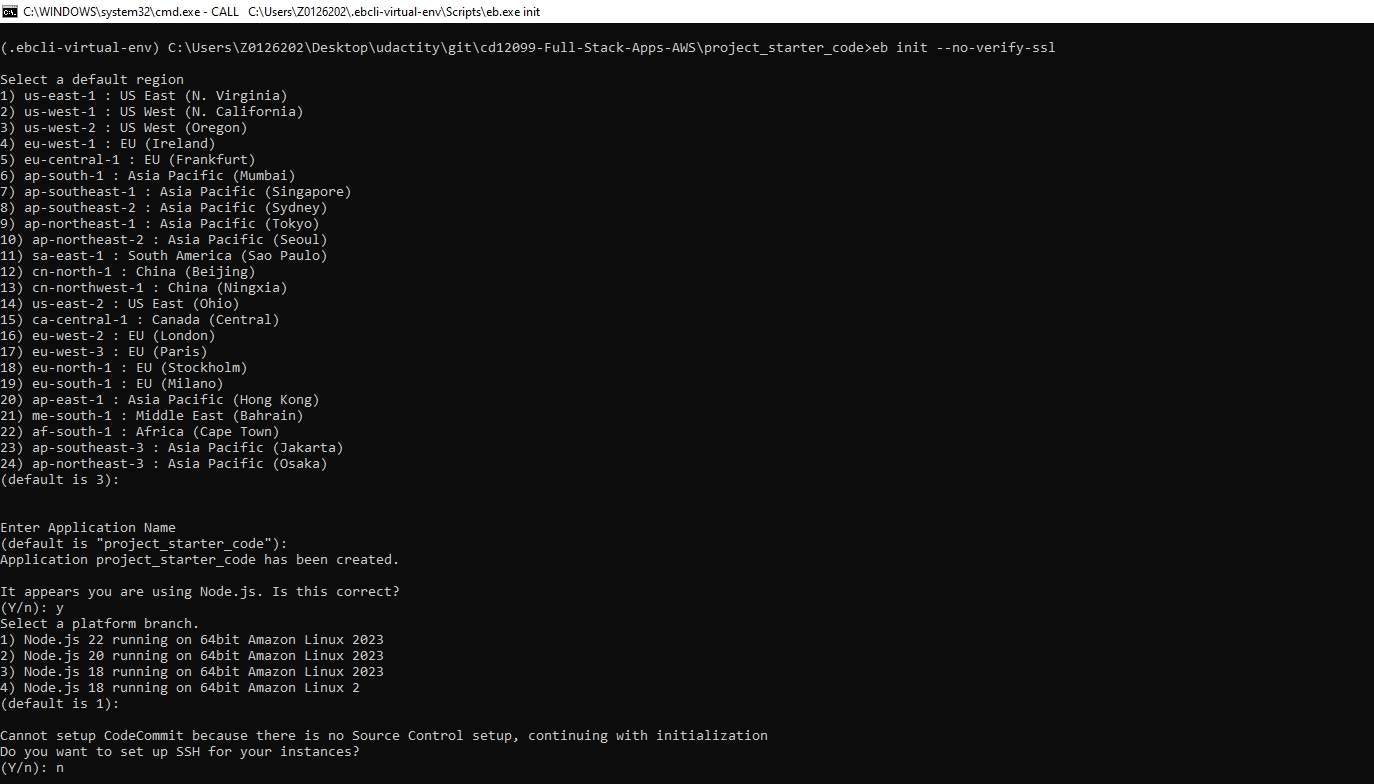 C:\WINDOWS\system32\cmd.exe - CALL C:\Users\Z0126202\.ebcli-virtual-env\Scripts\eb.exe init
(.ebcli-virtual-env) C:\Users\Z0126202\Desktop\udactity\git\cd12099-Full-Stack-Apps-AWS\project_starter_code>eb init --no-verify-ssl
Select a default region
1) us-east-1 : US East (N. Virginia)
2) us-west-1 : US West (N. California)
3) us-west-2 : US West (Oregon)
4) eu-west-1 : EU (Ireland)
5) eu-central-1 : EU (Frankfurt)
6) ap-south-1 : Asia Pacific (Mumbai)
7) ap-southeast-1 : Asia Pacific (Singapore)
8) ap-southeast-2 : Asia Pacific (Sydney)
9) ap-northeast-1 : Asia Pacific (Tokyo)
10) ap-northeast-2 : Asia Pacific (Seoul)
11) sa-east-1 : South America (Sao Paulo)
12) cn-north-1 : China (Beijing)
13) cn-northwest-1 : China (Ningxia)
14) us-east-2 : US East (Ohio)
15) ca-central-1 : Canada (Central)
16) eu-west-2 : EU (London)
17) eu-west-3 : EU (Paris)
18) eu-north-1 : EU (Stockholm)
19) eu-south-1 : EU (Milano)
20) ap-east-1 : Asia Pacific (Hong Kong)
21) me-south-1 : Middle East (Bahrain)
22) af-south-1 : Africa (Cape Town)
23) ap-southeast-3 : Asia Pacific (Jakarta)
24) ap-northeast-3 : Asia Pacific (Osaka)
(default is 3):
Enter Application Name
(default is "project_starter_code"):
Application project_starter_code has been created.
It appears you are using Node.js. Is this correct?
(Y/n): y
Select a platform branch.
1) Node.js 22 running on 64bit Amazon Linux 2023
2) Node.js 20 running on 64bit Amazon Linux 2023
3) Node.js 18 running on 64bit Amazon Linux 2023
4) Node.js 18 running on 64bit Amazon Linux 2
(default is 1):
Cannot setup CodeCommit because there is no Source Control setup, continuing with initialization
Do you want to set up SSH for your instances?
(Y/n): n